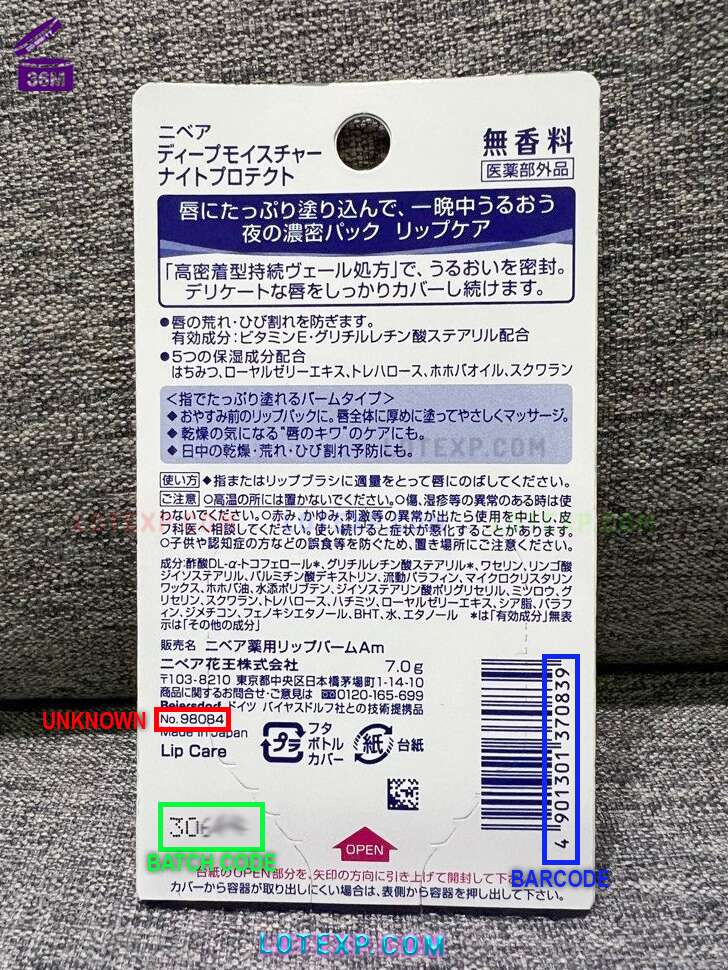 36M
ニベア
ディープモイスチャー
ナイトプロテクト
無香料
医薬部外品
唇にたっぷり塗り込んで、一晩中うるおう
夜の濃密パック リップケア
「高密着型持続ヴェール処方」で、うるおいを密封。
デリケートな唇をしっかりカバーし続けます。
●唇の荒れ・ひび割れを防ぎます。
有効成分:ビタミンE・グリチルレチン酸ステアリル配合
●5つの保湿成分配合
はちみつ、ローヤルゼリーエキス、トレハロース、ホホバオイル、スクワラン
<指でたっぷり塗れるバームタイプ>
◆おやすみ前のリップパックに。唇全体に厚めに塗ってやさしくマッサージ。
◆乾燥の気になる“唇のキワ”のケアにも。
◆日中の乾燥・荒れ・ひび割れ予防にも。
LOTEXP.COM
使い方 ◆指またはリップブラシに適量をとって唇にのばしてください。
ご注意 ○高温の所には置かないでください。○傷、湿疹等の異常のある時は使
わないでください。○赤み、かゆみ、刺激等の異常が出たら使用を中止し、皮
フ科医へ相談してください。使い続けると症状が悪化することがあります。
○子供や認知症の方などの誤食等を防ぐため、置き場所にご注意ください。
LOTEXP.COM LOTEXP.COM LOTEXP.COM
成分:酢酸DL-α-トコフェロール*、グリチルレチン酸ステアリル*、ワセリン、リンゴ酸
ジイソステアリル、パルミチン酸デキストリン、流動パラフィン、マイクロクリスタリン
ワックス、ホホバ油、水添ポリブテン、ジイソステアリン酸ポリグリセリル、ミツロウ、グ
リセリン、スクワラン、トレハロース、ハチミツ、ローヤルゼリーエキス、シア脂、パラフィ
ン、ジメチコン、フェノキシエタノール、BHT、水、エタノール *は「有効成分」無表
示は「その他の成分」
販売名 ニベア薬用リップバームAm
ニベア花王株式会社 7.0g
〒103-8210 東京都中央区日本橋茅場町1-14-10
商品に関するお問合せ・ご意見は 0120-165-699
Beiersdorf ドイツ バイヤスドルフ社との技術提携品
UNKNOWN No.98084
Made in Japan
Lip Care
プラ
フタ
ボトル
カバー
紙
台紙
4 901301 370839
BARCODE
30
BATCH CODE
OPEN
台紙のOPEN部分を、矢印の方向に引き上げて開封して下さい
カバーから容器が取り出しにくい場合は、表側から容器を押し出して下さい。
LOTEXP.COM